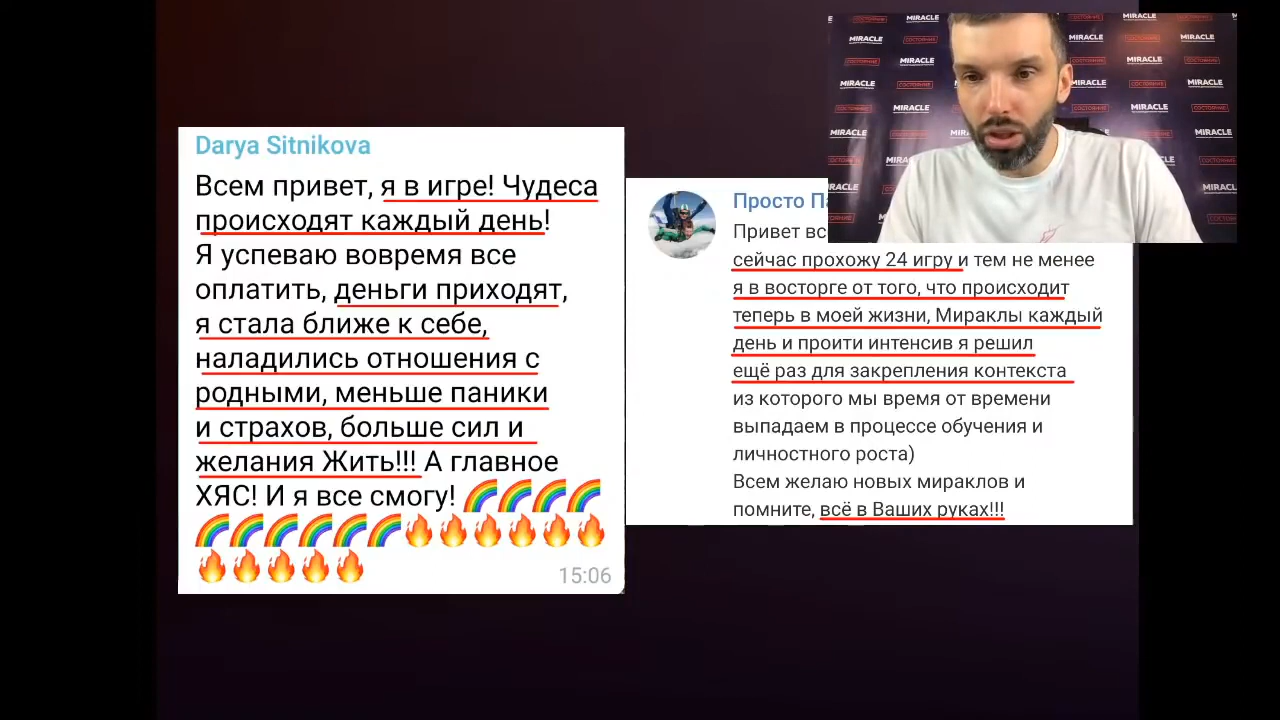 Darya Sitnikova
Всем привет, я в игре! Чудеса
происходят каждый день!
Я успеваю вовремя все
оплатить, деньги приходят,
я стала ближе к себе,
наладились отношения с
родными, меньше паники
и страхов, больше сил и
желания Жить!!! А главное
ХЯС! И я все смогу! 🌈🌈🌈🌈
🌈🌈🌈🌈🌈🌈🔥🔥🔥🔥🔥🔥
🔥🔥🔥🔥🔥
15:06
Просто
Привет
сейчас прохожу 24 игру и тем не менее
я в восторге от того, что происходит
теперь в моей жизни, Мираклы каждый
день и проити интенсив я решил
ещё раз для закрепления контекста
из которого мы время от времени
выпадаем в процессе обучения и
личностного роста)
Всем желаю новых мираклов и
помните, всё в Ваших руках!!!
MIRACLE
СОСТОЯНИЕ